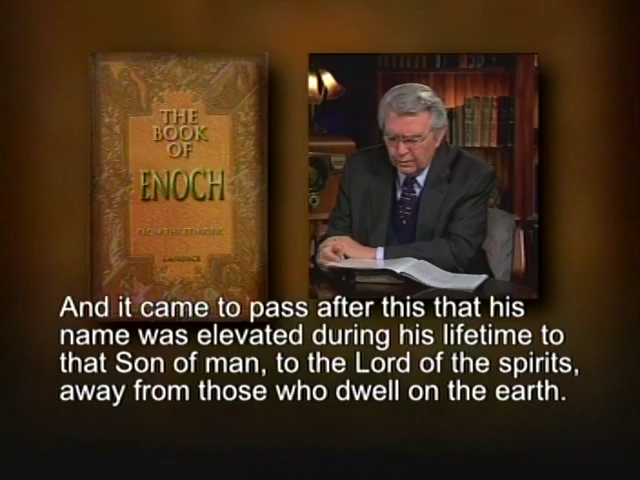 THE
BOOK
OF
ENOCH
And it came to pass after this that his
name was elevated during his lifetime to
that Son of man, to the Lord of the spirits,
away from those who dwell on the earth.